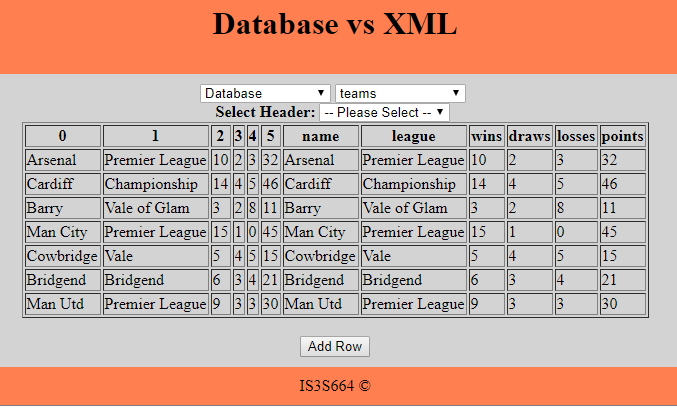 Database vs XML
Database teams
Select Header: -- Please Select --
0 1 2 3 4 5 name league wins draws losses points
Arsenal Premier League 10 2 3 32 Arsenal Premier League 10 2 3 32
Cardiff Championship 14 4 5 46 Cardiff Championship 14 4 5 46
Barry Vale of Glam 3 2 8 11 Barry Vale of Glam 3 2 8 11
Man City Premier League 15 1 0 45 Man City Premier League 15 1 0 45
Cowbridge Vale 5 4 5 15 Cowbridge Vale 5 4 5 15
Bridgend Bridgend 6 3 4 21 Bridgend Bridgend 6 3 4 21
Man Utd Premier League 9 3 3 30 Man Utd Premier League 9 3 3 30
Add Row
IS3S664 ©